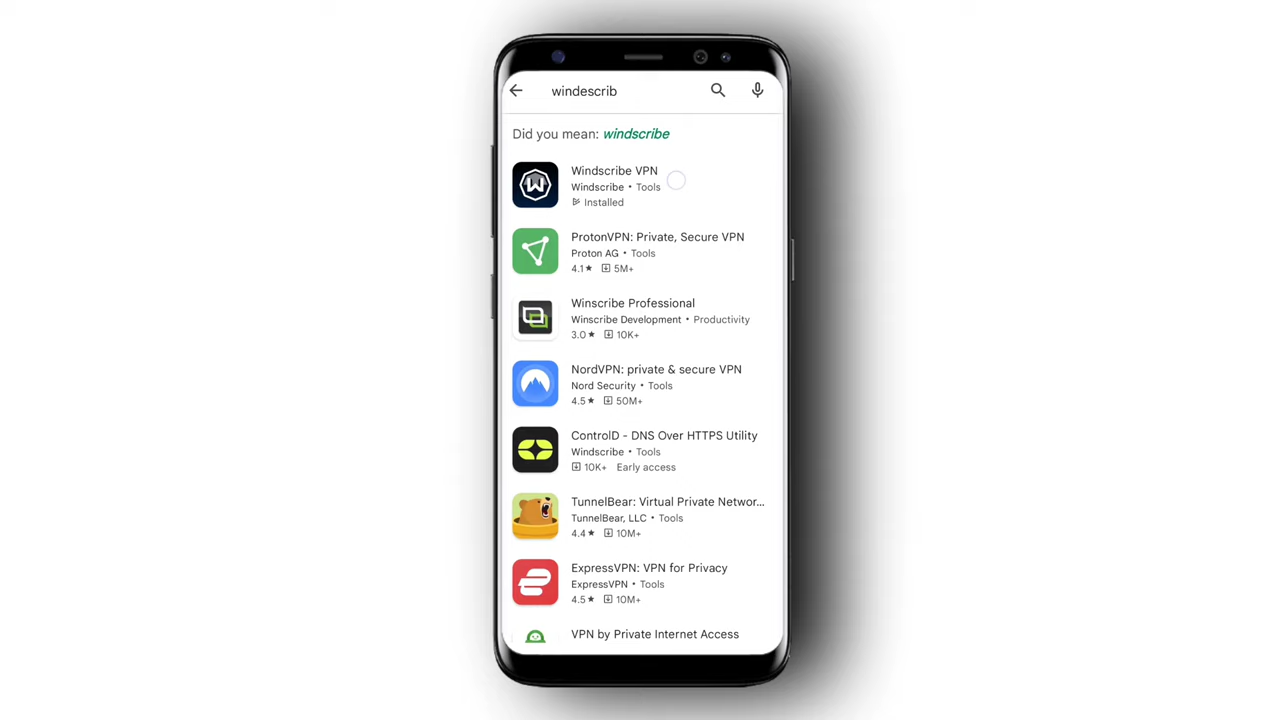 windescrib
Did you mean: windscribe
Windscribe VPN
Windscribe • Tools
Installed
ProtonVPN: Private, Secure VPN
Proton AG • Tools
4.1★ 5M+
Winscribe Professional
Winscribe Development • Productivity
3.0★ 10K+
NordVPN: private & secure VPN
Nord Security • Tools
4.5★ 50M+
ControlD - DNS Over HTTPS Utility
Windscribe • Tools
10K+ Early access
TunnelBear: Virtual Private Networ...
TunnelBear, LLC • Tools
4.4★ 10M+
ExpressVPN: VPN for Privacy
ExpressVPN • Tools
4.5★ 10M+
VPN by Private Internet Access